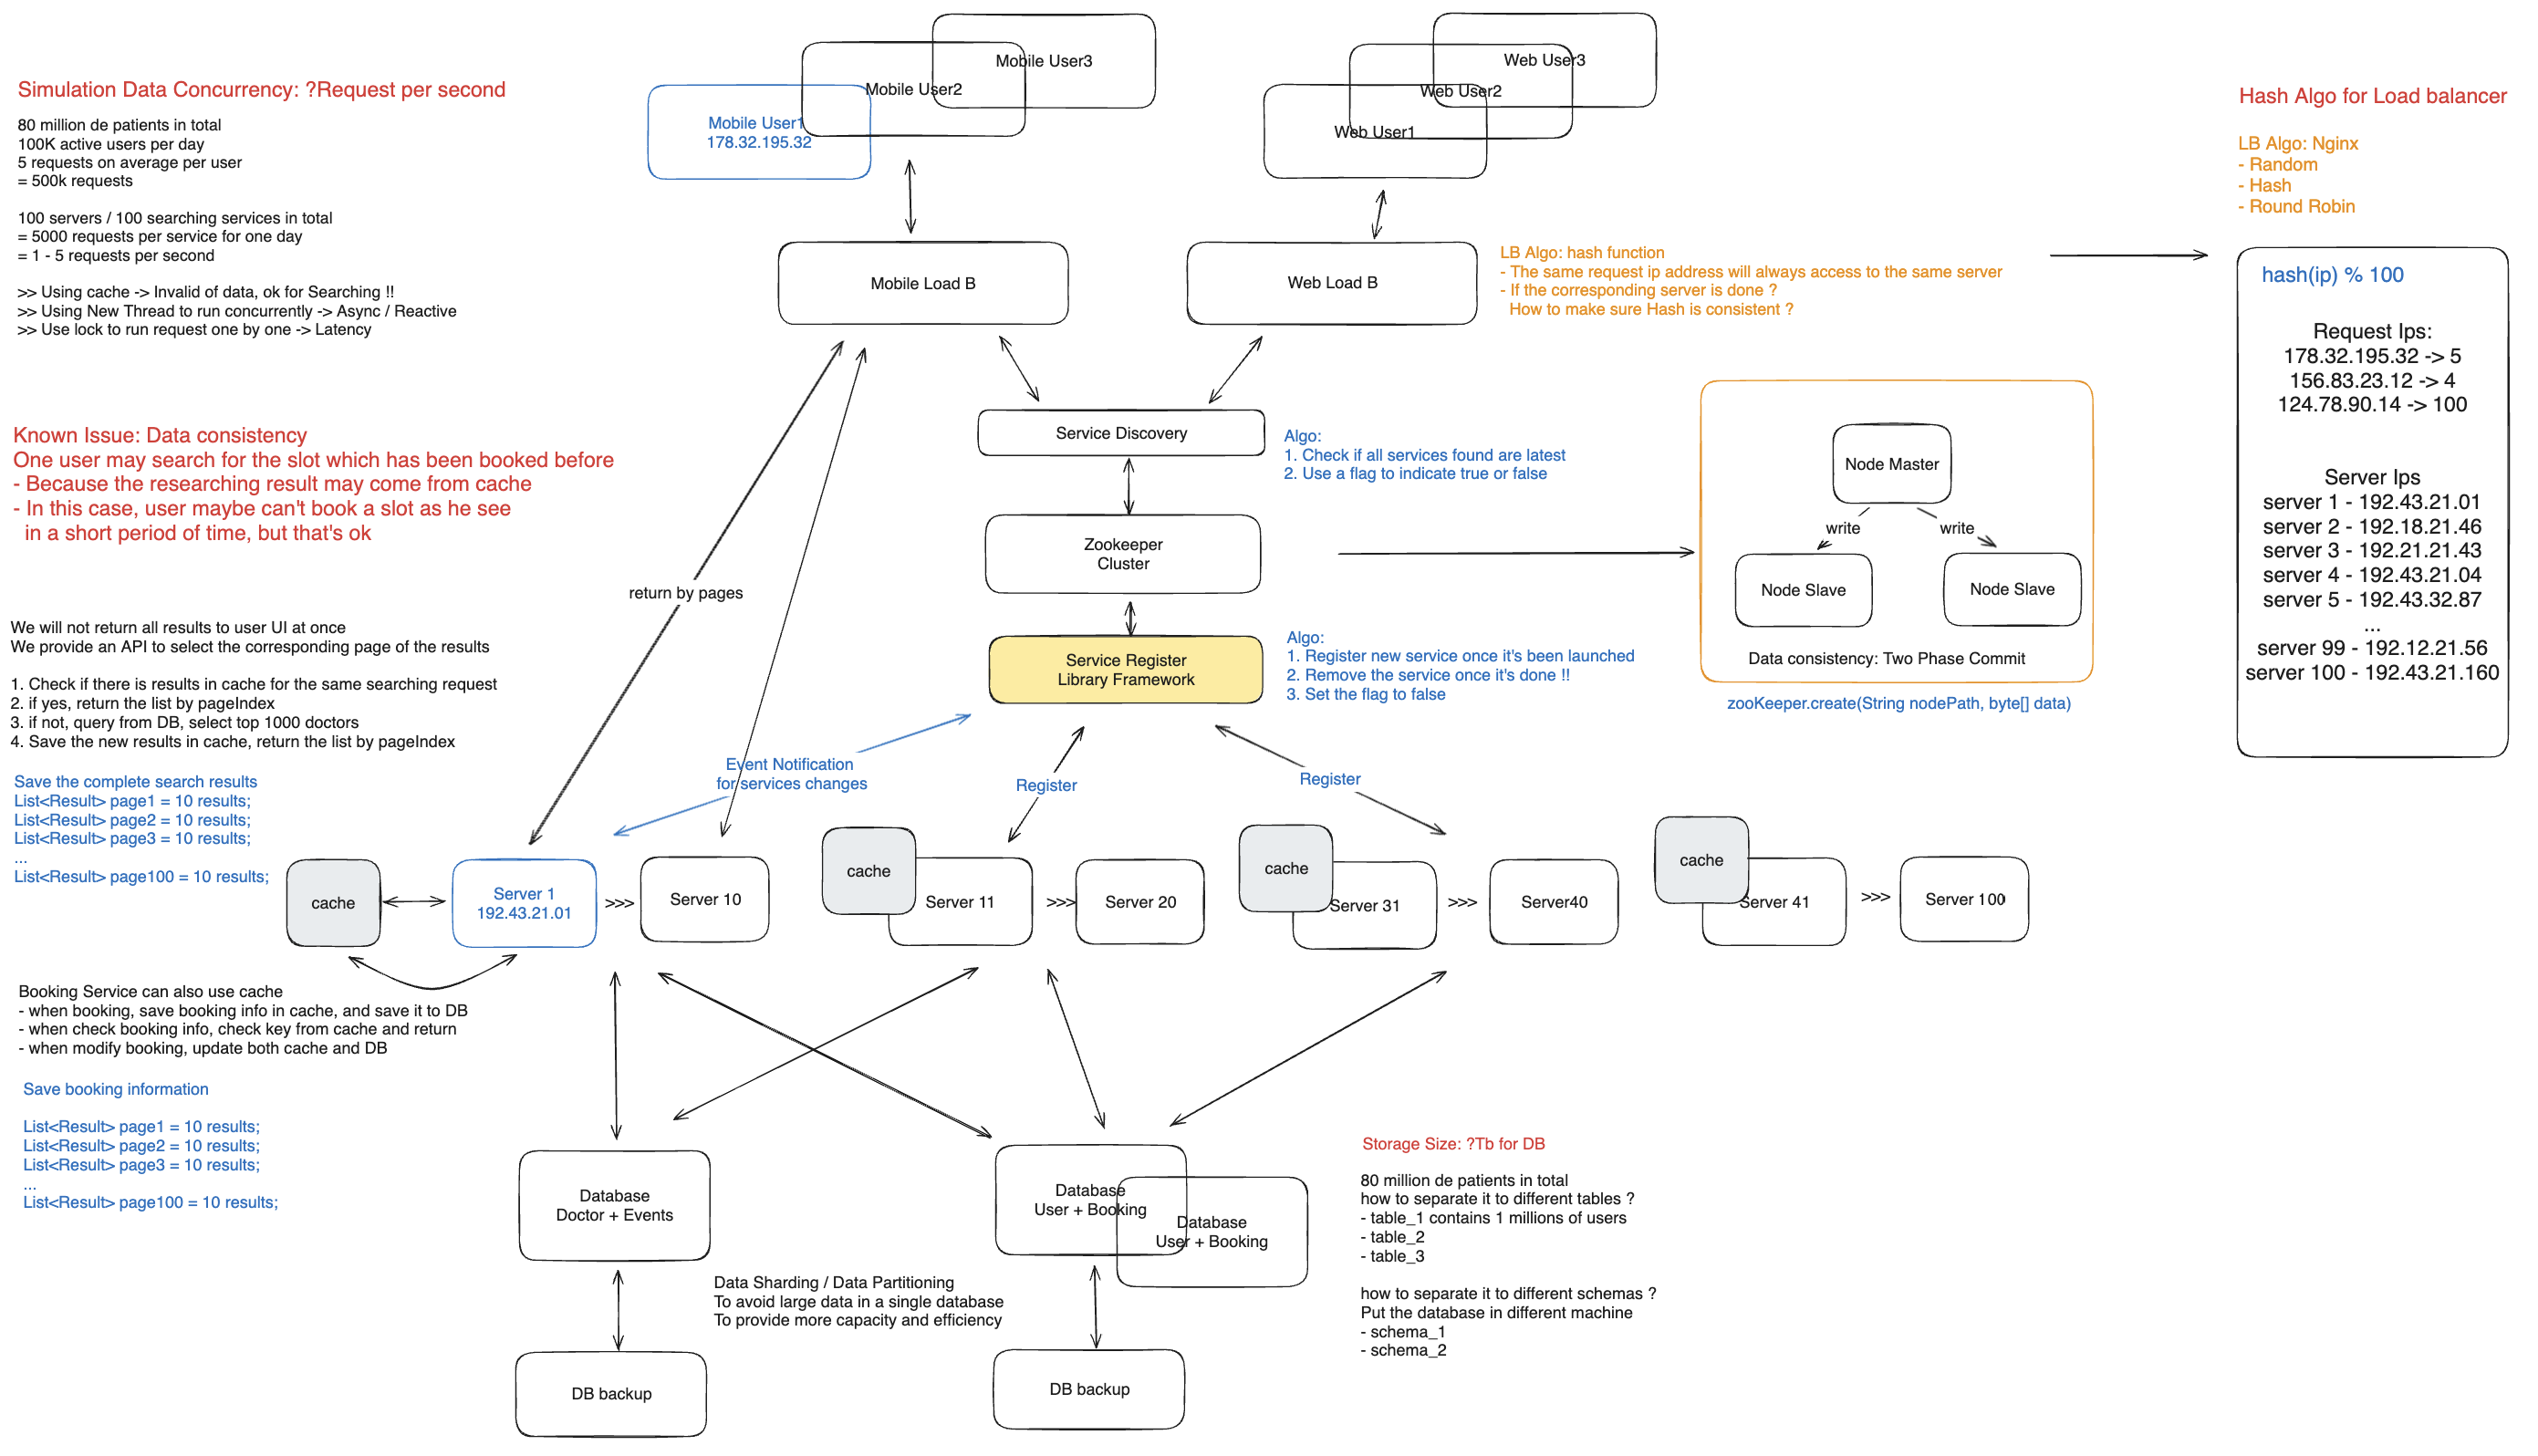 Simulation Data Concurrency: ?Request per second
80 million de patients in total
100K active users per day
5 requests on average per user
= 500k requests
100 servers / 100 searching services in total
= 5000 requests per service for one day
= 1 - 5 requests per second
>> Using cache -> Invalid of data, ok for Searching !!
>> Using New Thread to run concurrently -> Async / Reactive
>> Use lock to run request one by one -> Latency
Known Issue: Data consistency
One user may search for the slot which has been booked before
- Because the researching result may come from cache
- In this case, user maybe can't book a slot as he see
in a short period of time, but that's ok
We will not return all results to user UI at once
We provide an API to select the corresponding page of the results
1. Check if there is results in cache for the same searching request
2. if yes, return the list by pageIndex
3. if not, query from DB, select top 1000 doctors
4. Save the new results in cache, return the list by pageIndex
Save the complete search results
List<Result> page1 = 10 results;
List<Result> page2 = 10 results;
List<Result> page3 = 10 results;
...
List<Result> page100 = 10 results;
Mobile User1
178.32.195.32
Mobile User2
Mobile User3
Web User1
Web User2
Web User3
Mobile Load B
Web Load B
LB Algo: hash function
- The same request ip address will always access to the same server
- If the corresponding server is done ?
How to make sure Hash is consistent ?
Hash Algo for Load balancer
LB Algo: Nginx
- Random
- Hash
- Round Robin
hash(ip) % 100
Request Ips:
178.32.195.32 -> 5
156.83.23.12 -> 4
124.78.90.14 -> 100
Server Ips
server 1 - 192.43.21.01
server 2 - 192.18.21.46
server 3 - 192.21.21.43
server 4 - 192.43.21.04
server 5 - 192.43.32.87
...
server 99 - 192.12.21.56
server 100 - 192.43.21.160
Service Discovery
Algo:
1. Check if all services found are latest
2. Use a flag to indicate true or false
Zookeeper
Cluster
Node Master
write
write
Node Slave
Node Slave
Data consistency: Two Phase Commit
zooKeeper.create(String nodePath, byte[] data)
Service Register
Library Framework
Algo:
1. Register new service once it's been launched
2. Remove the service once it's done !!
3. Set the flag to false
return by pages
Event Notification
for services changes
Register
Register
cache
Server 1
192.43.21.01
>>>
Server 10
cache
Server 11
>>>
Server 20
cache
Server 31
>>>
Server40
cache
Server 41
>>>
Server 100
Booking Service can also use cache
- when booking, save booking info in cache, and save it to DB
- when check booking info, check key from cache and return
- when modify booking, update both cache and DB
Save booking information
List<Result> page1 = 10 results;
List<Result> page2 = 10 results;
List<Result> page3 = 10 results;
...
List<Result> page100 = 10 results;
Database
Doctor + Events
Database
User + Booking
Database
User + Booking
Data Sharding / Data Partitioning
To avoid large data in a single database
To provide more capacity and efficiency
DB backup
DB backup
Storage Size: ?Tb for DB
80 million de patients in total
how to separate it to different tables ?
- table_1 contains 1 millions of users
- table_2
- table_3
how to separate it to different schemas ?
Put the database in different machine
- schema_1
- schema_2